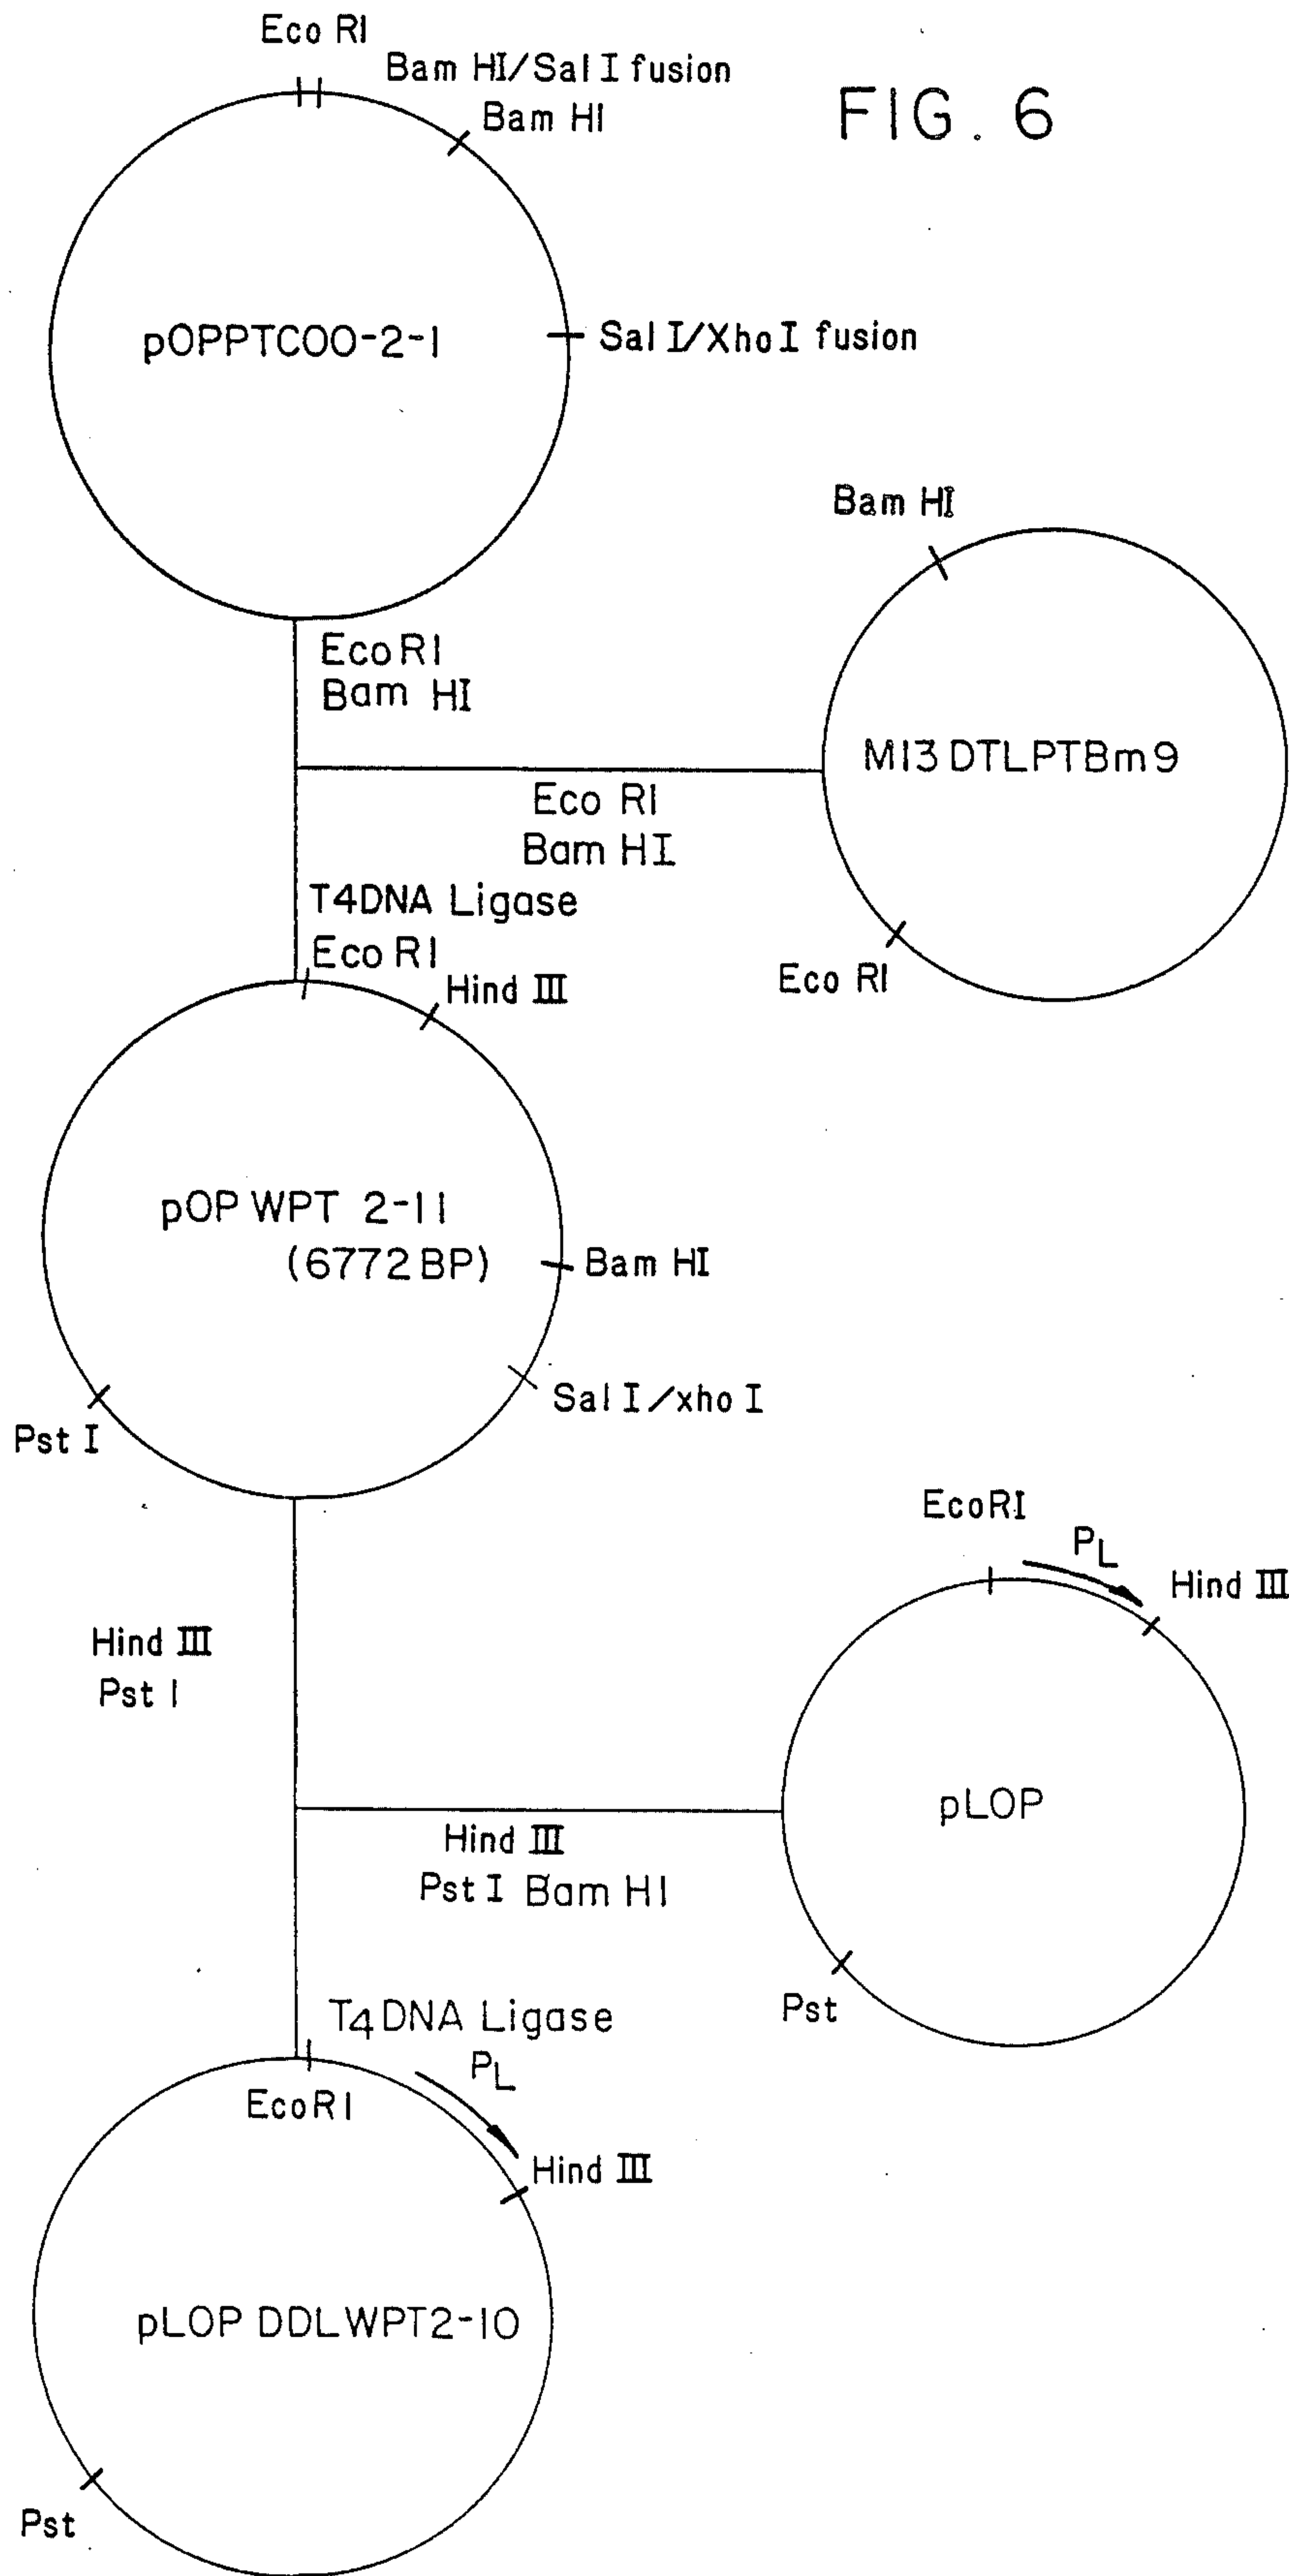 FIG. 6
Eco RI
Bam HI/Sal I fusion
Bam HI
pOPPTCOO-2-1
Sal I/Xho I fusion
Bam HI
Eco RI
Bam HI
M13 DTLPTBm9
Eco RI
Bam HI
T4DNA Ligase
Eco RI
Hind III
Eco RI
pOP WPT 2-11
(6772BP)
Bam HI
Sal I/xho I
Pst I
EcoRI
PL
Hind III
Hind III
Pst I
pLOP
Hind III
Pst I Bam HI
Pst
T4 DNA Ligase
PL
EcoRI
Hind III
pLOP DDLWPT2-10
Pst